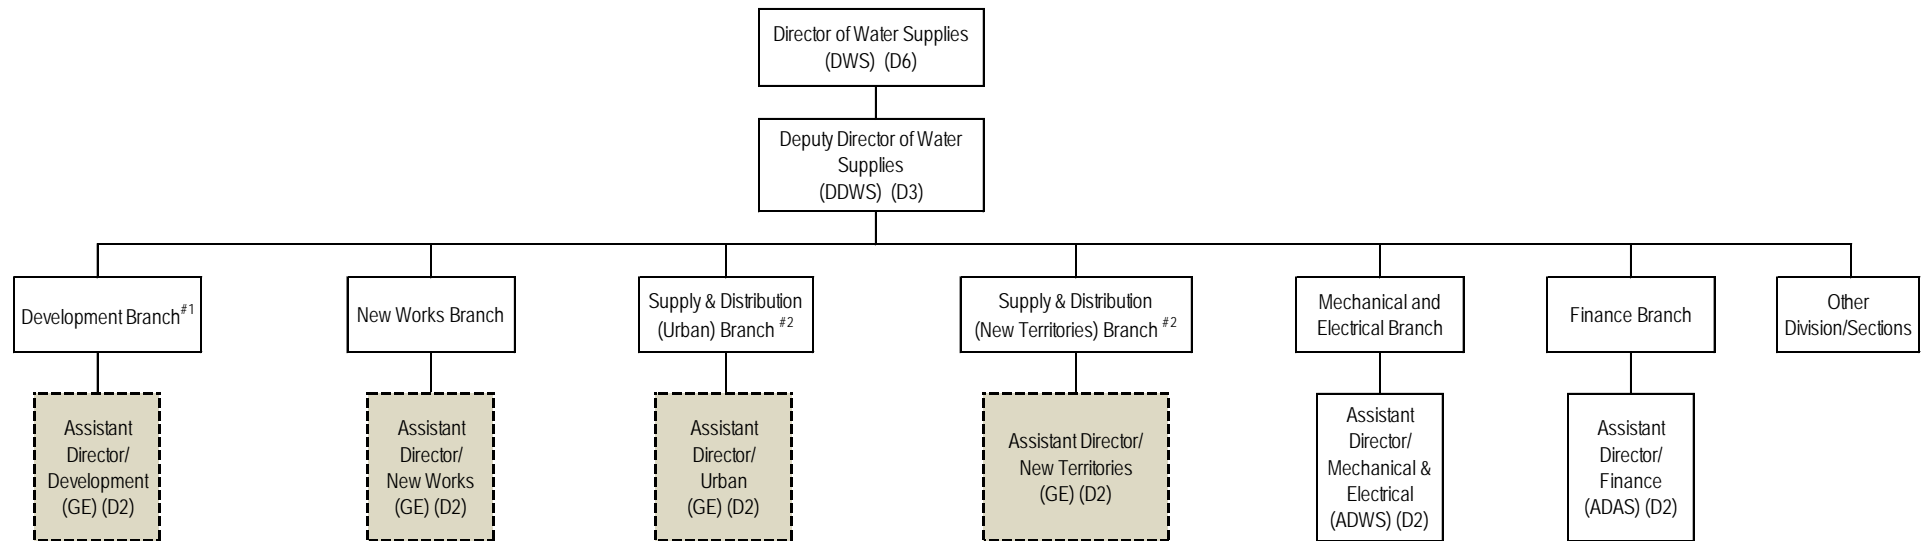 Director of Water Supplies
(DWS) (D6)
Deputy Director of Water
Supplies
(DDWS) (D3)
Development Branch#1
New Works Branch
Supply & Distribution
(Urban) Branch #2
Supply & Distribution
(New Territories) Branch #2
Mechanical and
Electrical Branch
Finance Branch
Other
Division/Sections
Assistant
Director/
Development
(GE) (D2)
Assistant
Director/
New Works
(GE) (D2)
Assistant
Director/
Urban
(GE) (D2)
Assistant Director/
New Territories
(GE) (D2)
Assistant
Director/
Mechanical &
Electrical
(ADWS) (D2)
Assistant
Director/
Finance
(ADAS) (D2)